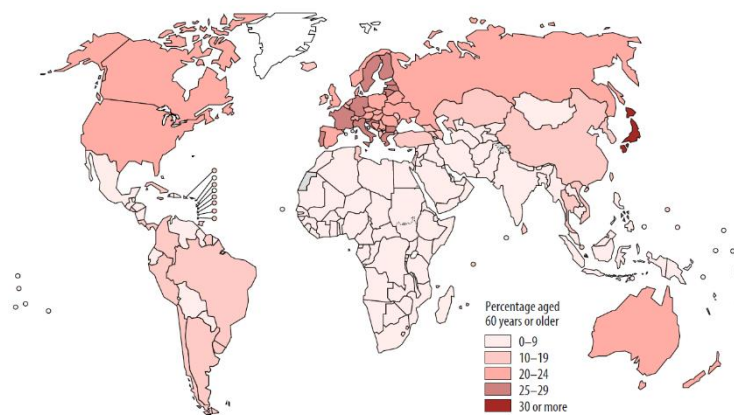 Percentage aged
60 years or older
0–9
10–19
20–24
25–29
30 or more